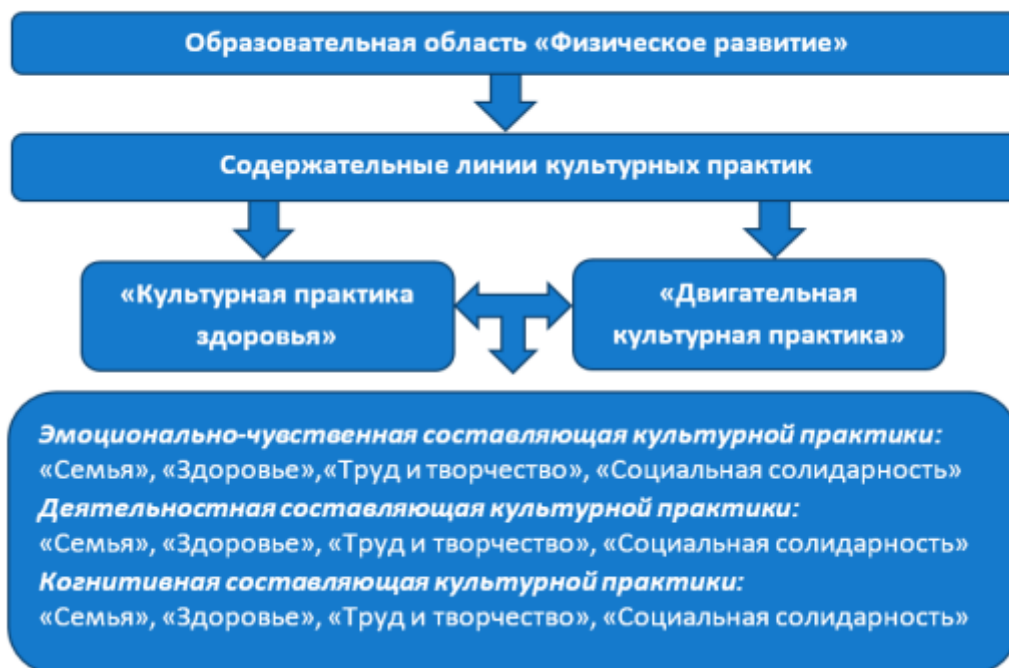 Образовательная область «Физическое развитие»
Содержательные линии культурных практик
«Культурная практика
здоровья»
«Двигательная
культурная практика»
Эмоционально-чувственная составляющая культурной практики:
«Семья», «Здоровье»,«Труд и творчество», «Социальная солидарность»
Деятельностная составляющая культурной практики:
«Семья», «Здоровье», «Труд и творчество», «Социальная солидарность»
Когнитивная составляющая культурной практики:
«Семья», «Здоровье», «Труд и творчество», «Социальная солидарность»